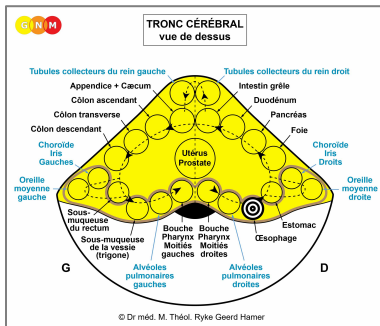 G N M
TRONC CÉRÉBRAL
vue de dessus
Tubules collecteurs du rein gauche
Tubules collecteurs du rein droit
Appendice + Cæcum
Intestin grêle
Côlon ascendant
Duodénum
Côlon transverse
Pancréas
Côlon descendant
Foie
Choroïde
Iris
Gauches
Utérus
Prostate
Choroïde
Iris
Droits
Oreille
moyenne
gauche
Oreille
moyenne
droite
Sous-
muqueuse
du rectum
Estomac
Sous-muqueuse
de la vessie
(trigone)
Bouche
Pharynx
Moitiés
gauches
Bouche
Pharynx
Moitiés
droites
Œsophage
G
Alvéoles
pulmonaires
gauches
Alvéoles
pulmonaires
droites
D
© Dr méd. M. Théol. Ryke Geerd Hamer